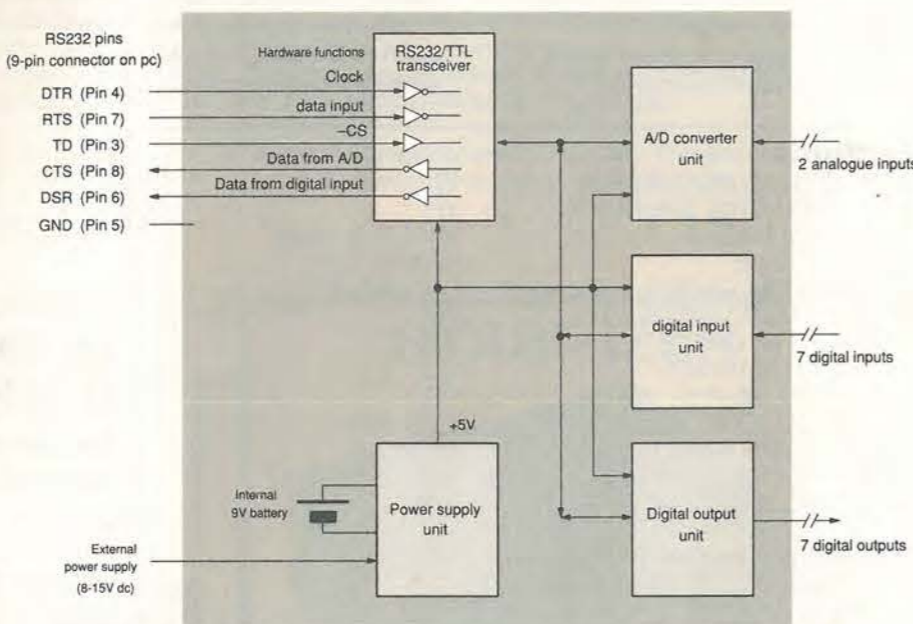 RS232 pins
(9-pin connector on pc)
DTR (Pin 4)
RTS (Pin 7)
TD (Pin 3)
CTS (Pin 8)
DSR (Pin 6)
GND (Pin 5)
Hardware functions
Clock
data input
–CS
Data from A/D
Data from digital input
RS232/TTL
transceiver
A/D converter
unit
2 analogue inputs
digital input
unit
7 digital inputs
+5V
Internal
9V battery
Power supply
unit
Digital output
unit
7 digital outputs
External
power supply
(8-15V dc)